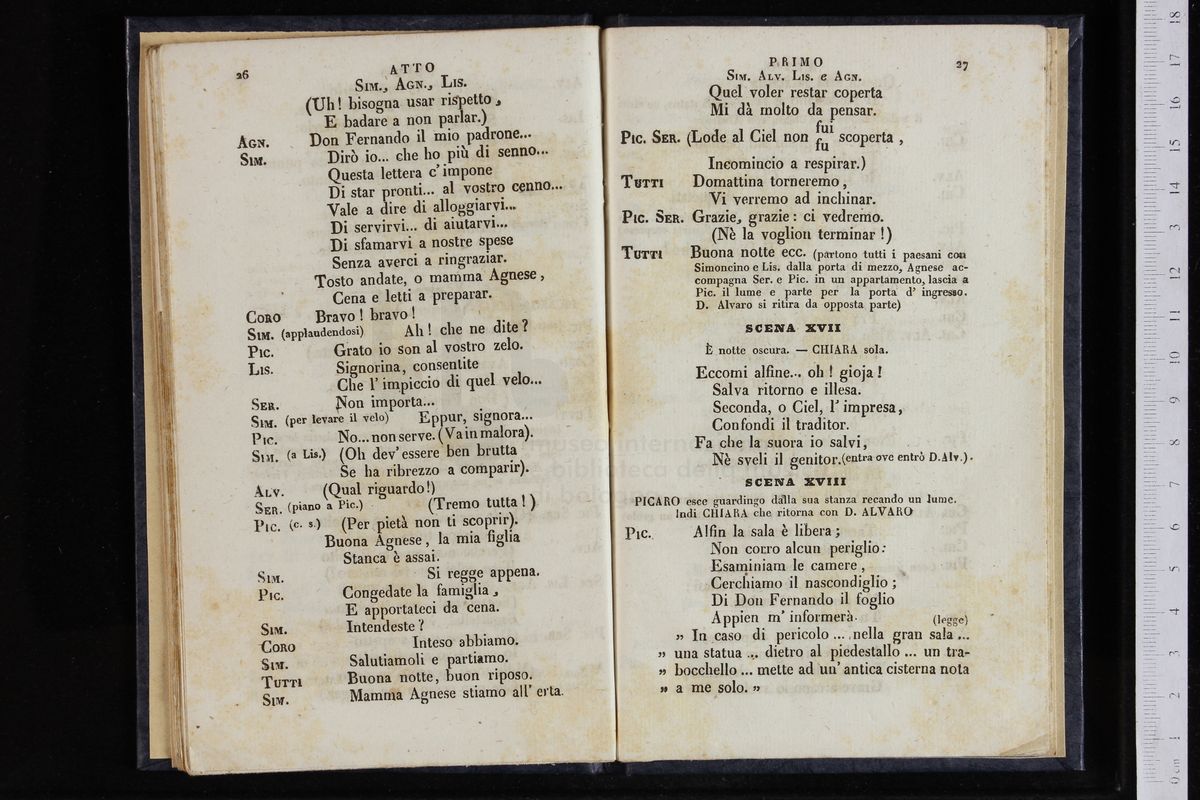 26
ATTO
SIM., AGN., LIS.
(Uh! bisogna usar rispetto,
E badare a non parlar.)
AGN. Don Fernando il mio padrone...
SIM. Dirò io... che ho più di senno...
Questa lettera c'impone
Di star pronti... al vostro cenno...
Vale a dire di alloggiarvi...
Di servirvi... di aiutarvi...
Di sfamarvi a nostre spese
Senza averci a ringraziar.
Tosto andate, o mamma Agnese,
Cena e letti a preparar.
CORO Bravo! bravo!
SIM. (applaudendosi) Ah! che ne dite?
PIC. Grato io son al vostro zelo.
LIS. Signorina, consentite
Che l'impiccio di quel velo...
SER. Non importa...
SIM. (per levare il velo) Eppur, signora...
PIC. No... non serve. (Va in malora).
SIM. (a Lis.) (Oh dev'essere ben brutta
Se ha ribrezzo a comparir).
ALV. (Qual riguardo!)
SER. (piano a Pic.) (Tremo tutta!)
PIC. (c. s.) (Per pietà non ti scoprir).
Buona Agnese, la mia figlia
Stanca è assai.
SIM. Si regge appena.
PIC. Congedate la famiglia,
E apportateci da cena.
SIM. Intendeste?
CORO Inteso abbiamo.
SIM. Salutiamoli e partiamo.
TUTTI Buona notte, buon riposo.
SIM. Mamma Agnese stiamo all'erta.
PRIMO
27
SIM. ALV. LIS. e AGN.
Quel voler restar coperta
Mi dà molto da pensar.
PIC. SER. (Lode al Ciel non fui fu scoperta,
Incomincio a respirar.)
TUTTI Domattina torneremo,
Vi verremo ad inchinar.
PIC. SER. Grazie, grazie: ci vedremo.
(Nè la voglion terminar!)
TUTTI Buona notte ecc. (partono tutti i paesani con
Simoncino e Lis. dalla porta di mezzo, Agnese ac-
compagna Ser. e Pic. in un appartamento, lascia a
Pic. il lume e parte per la porta d'ingresso.
D. Alvaro si ritira da opposta parte)
SCENA XVII
È notte oscura. — CHIARA sola.
Eccomi alfine... oh! gioja!
Salva ritorno e illesa.
Seconda, o Ciel, l'impresa,
Confondi il traditor.
Fa che la suora io salvi,
Nè sveli il genitor. (entra ove entrò D. Alv.).
SCENA XVIII
PICARO esce guardingo dalla sua stanza recando un lume.
Indi CHIARA che ritorna con D. ALVARO
PIC. Alfin la sala è libera;
Non corro alcun periglio:
Esaminiam le camere,
Cerchiamo il nascondiglio;
Di Don Fernando il foglio
Appien m'informerà. (legge)
» In caso di pericolo ... nella gran sala ...
» una statua ... dietro al piedestallo ... un tra-
» bocchello ... mette ad un'antica cisterna nota
» a me solo. »